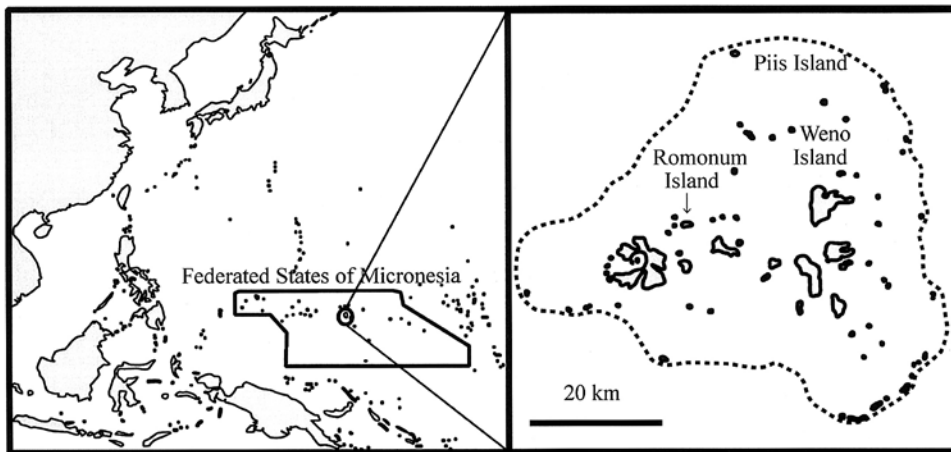 Federated States of Micronesia
Piis Island
Weno
Island
Romonum
Island
20 km